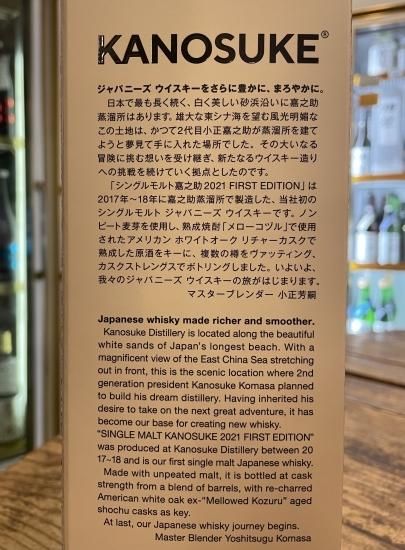 KANOSUKE®
ジャパニーズ ウイスキーをさらに豊かに、まろやかに。
日本で最も長く続く、白く美しい砂浜沿いに嘉之助
蒸溜所はあります。雄大な東シナ海を望む風光明媚な
この土地は、かつて2代目小正嘉之助が蒸溜所を建て
ようと夢見て手に入れた場所でした。その大いなる
冒険に挑む想いを受け継ぎ、新たなるウイスキー造り
への挑戦を続けていく拠点としたのです。
「シングルモルト嘉之助 2021 FIRST EDITION」は
2017年〜18年に嘉之助蒸溜所で製造した、当社初の
シングルモルト ジャパニーズ ウイスキーです。ノン
ピート麦芽を使用し、熟成焼酎「メローコヅル」で使用
されたアメリカン ホワイトオーク リチャーカスクで
熟成した原酒をキーに、複数の樽をヴァッティング、
カスクストレングスでボトリングしました。いよいよ、
我々のジャパニーズ ウイスキーの旅がはじまります。
マスターブレンダー 小正芳嗣
Japanese whisky made richer and smoother.
Kanosuke Distillery is located along the beautiful
white sands of Japan's longest beach. With a
magnificent view of the East China Sea stretching
out in front, this is the scenic location where 2nd
generation president Kanosuke Komasa planned
to build his dream distillery. Having inherited his
desire to take on the next great adventure, it has
become our base for creating new whisky.
"SINGLE MALT KANOSUKE 2021 FIRST EDITION"
was produced at Kanosuke Distillery between 20
17~18 and is our first single malt Japanese whisky.
Made with unpeated malt, it is bottled at cask
strength from a blend of barrels, with re-charred
American white oak ex-"Mellowed Kozuru" aged
shochu casks as key.
At last, our Japanese whisky journey begins.
Master Blender Yoshitsugu Komasa